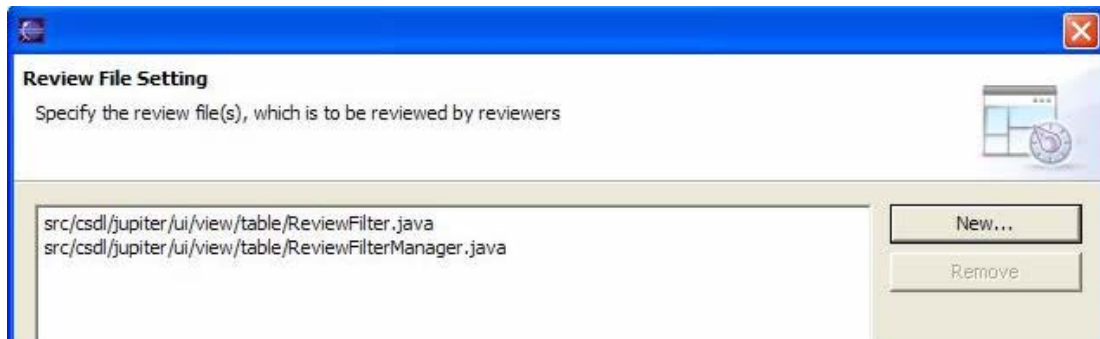 Review File Setting
Specify the review file(s), which is to be reviewed by reviewers
src/csdl/jupiter/ui/view/table/ReviewFilter.java
src/csdl/jupiter/ui/view/table/ReviewFilterManager.java
New...
Remove